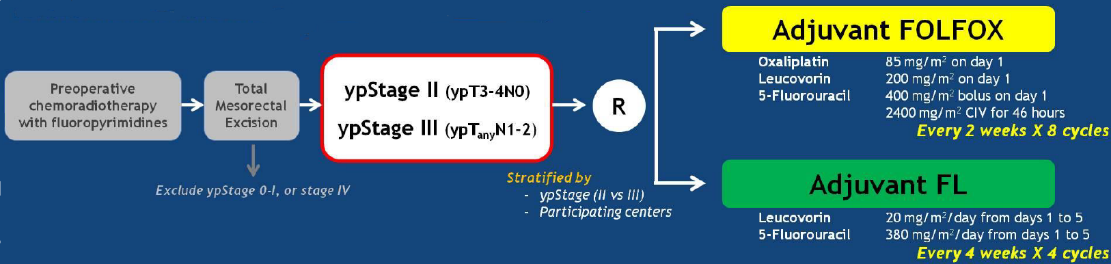 Preoperative
chemoradiotherapy
with fluoropyrimidines
Total
Mesorectal
Excision
Exclude ypStage 0-I, or stage IV
ypStage II (ypT3-4N0)
ypStage III (ypTanyN1-2)
R
Stratified by
- ypStage (II vs III)
- Participating centers
Adjuvant FOLFOX
Oxaliplatin 85 mg/m² on day 1
Leucovorin 200 mg/m² on day 1
5-Fluorouracil 400 mg/m² bolus on day 1
2400 mg/m² CIV for 46 hours
Every 2 weeks X 8 cycles
Adjuvant FL
Leucovorin 20 mg/m²/day from days 1 to 5
5-Fluorouracil 380 mg/m²/day from days 1 to 5
Every 4 weeks X 4 cycles